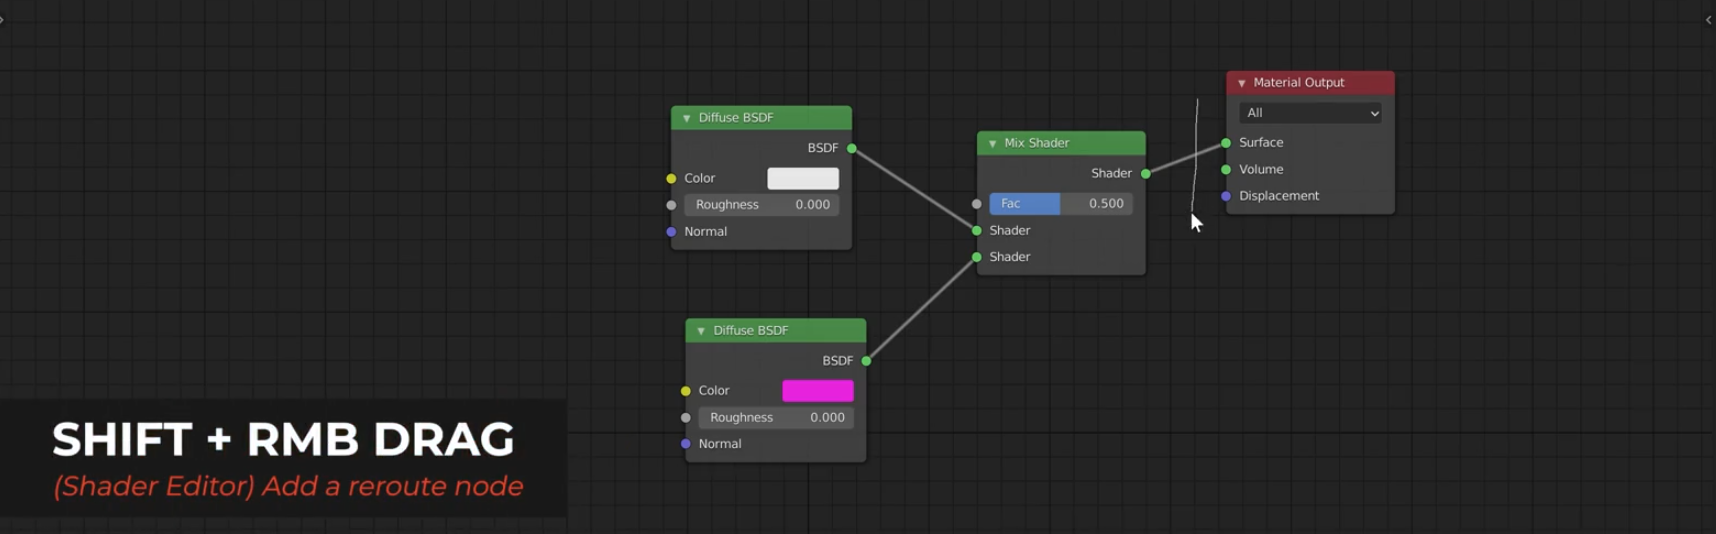 Diffuse BSDF
BSDF
Color
Roughness 0.000
Normal
Diffuse BSDF
BSDF
Color
Roughness 0.000
Normal
Mix Shader
Shader
Fac 0.500
Shader
Shader
Material Output
All
Surface
Volume
Displacement
SHIFT + RMB DRAG
(Shader Editor) Add a reroute node